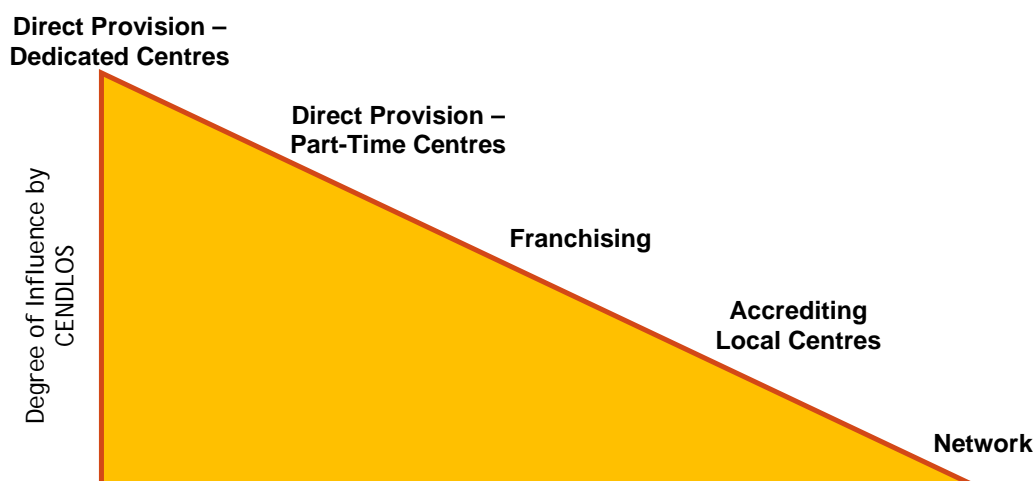 Direct Provision –
Dedicated Centres
Direct Provision –
Part-Time Centres
Franchising
Accrediting
Local Centres
Network
Degree of Influence by
CENDLOS